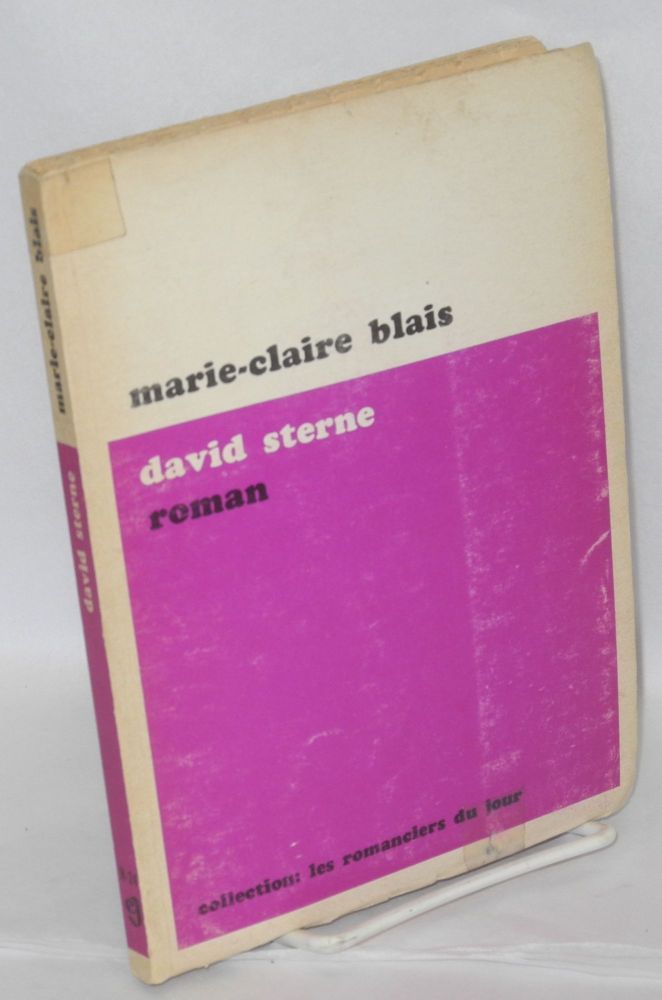 marie-claire blais
david sterne
roman
collection: les romanciers du jour
marie-claire blais
david sterne